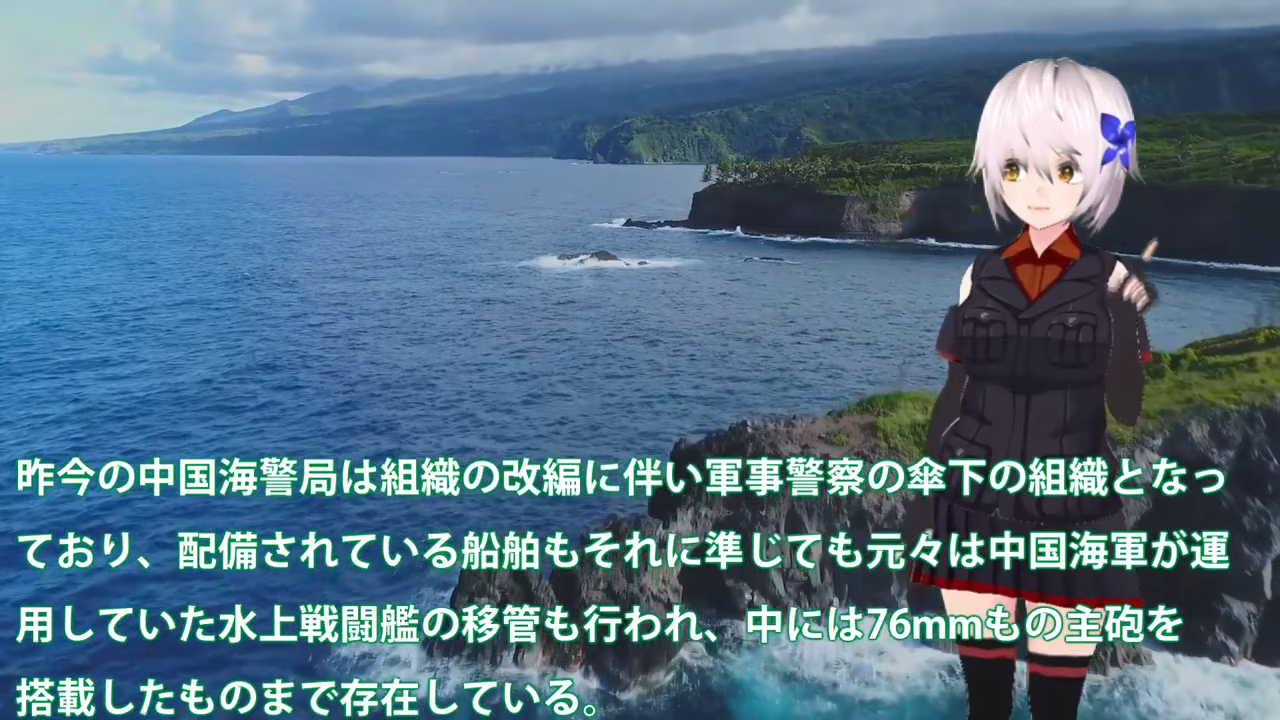 昨今の中国海警局は組織の改編に伴い軍事警察の傘下の組織となっ
ており、配備されている船舶もそれに準じても元々は中国海軍が運
用していた水上戦闘艦の移管も行われ、中には76mmもの主砲を
搭載したものまで存在している。